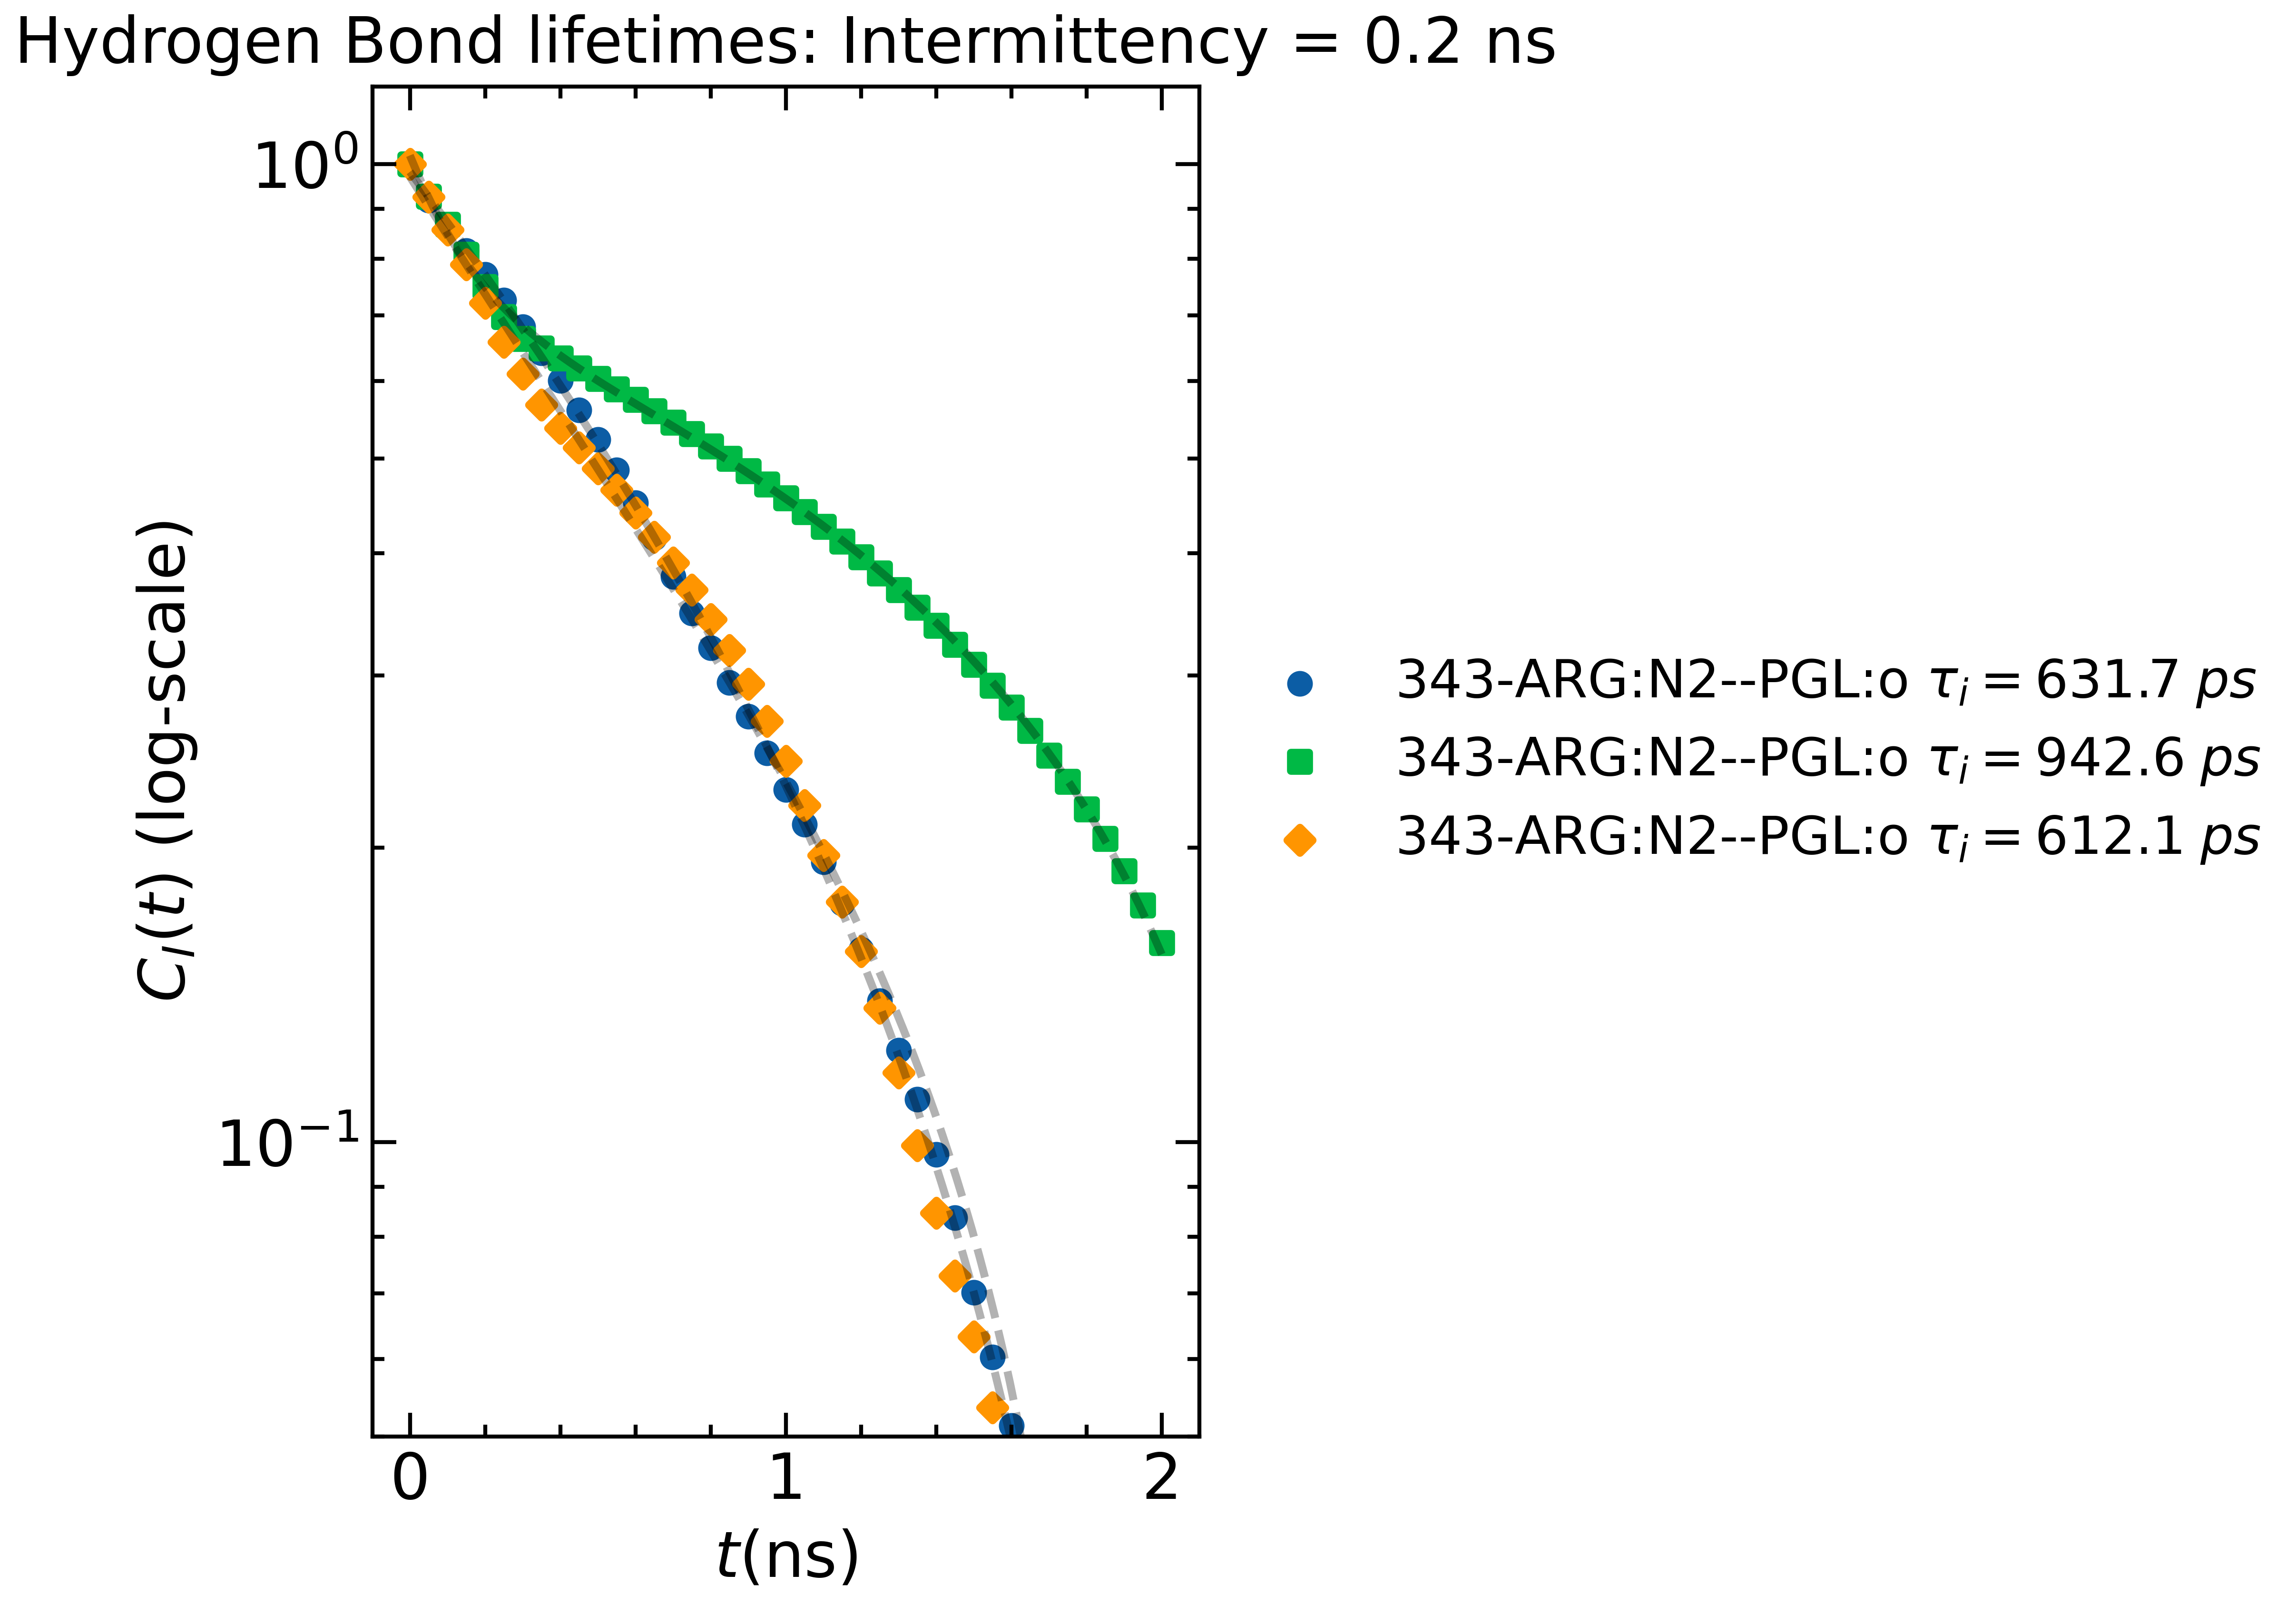 Hydrogen Bond lifetimes: Intermittency = 0.2 ns
10⁰
10⁻¹
C_I(t) (log-scale)
0 1 2
t(ns)
343-ARG:N2--PGL:o τ_i = 631.7 ps
343-ARG:N2--PGL:o τ_i = 942.6 ps
343-ARG:N2--PGL:o τ_i = 612.1 ps